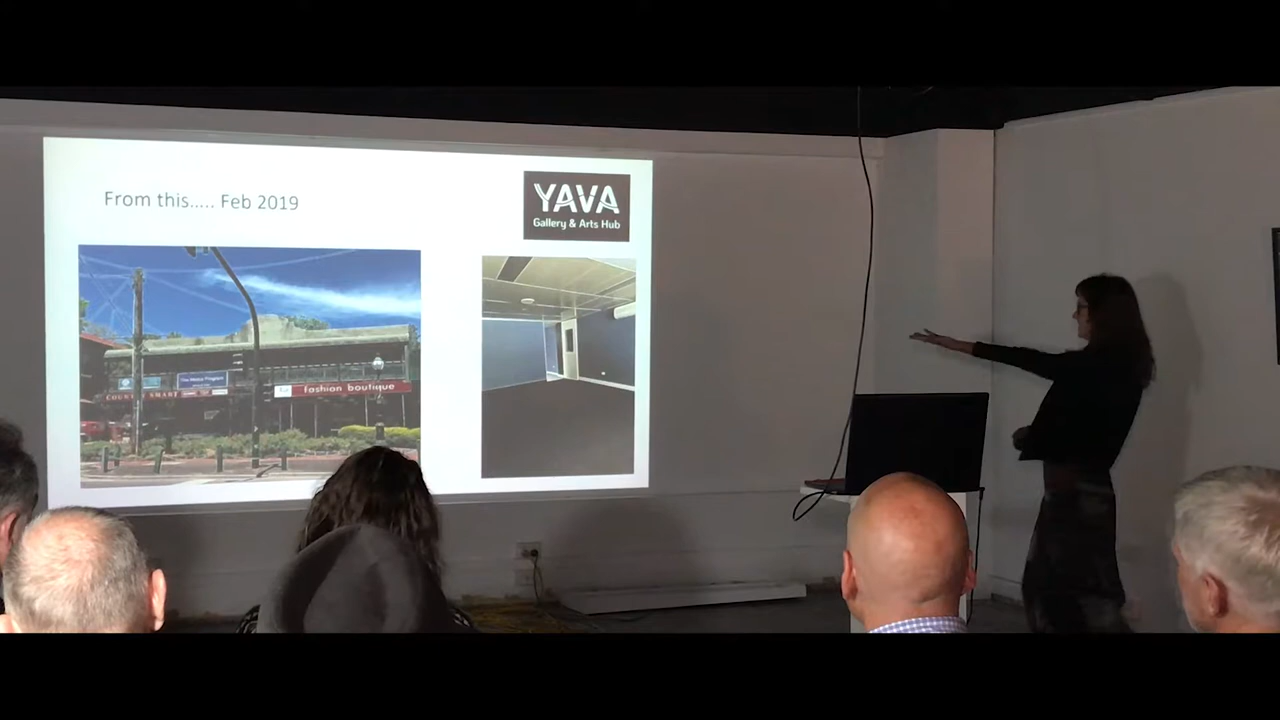 From this..... Feb 2019
YAVA
Gallery & Arts Hub
COUNTRY SMART
fashion boutique